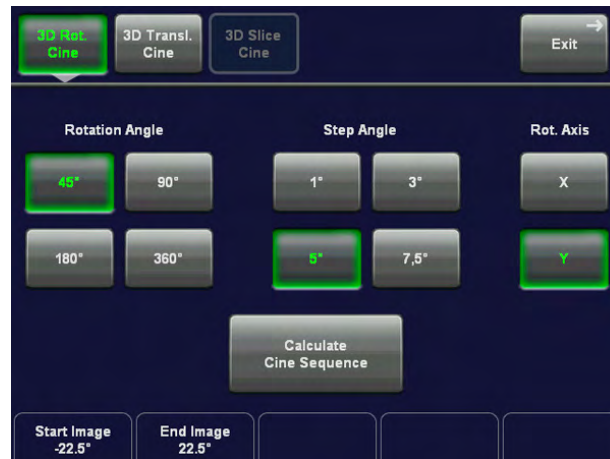 3D Rot.
Cine
3D Transl.
Cine
3D Slice
Cine
Exit
Rotation Angle
Step Angle
Rot. Axis
45°
90°
1°
3°
X
180°
360°
5°
7,5°
Y
Calculate
Cine Sequence
Start Image
-22.5°
End Image
22.5°